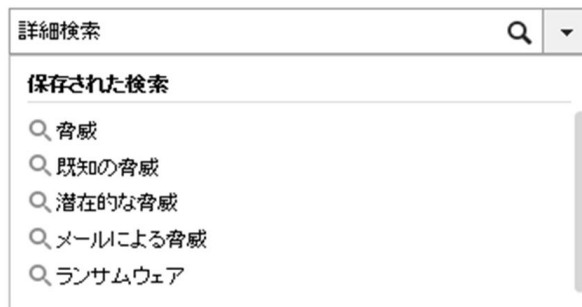 詳細検索
保存された検索
脅威
既知の脅威
潜在的な脅威
メールによる脅威
ランサムウェア